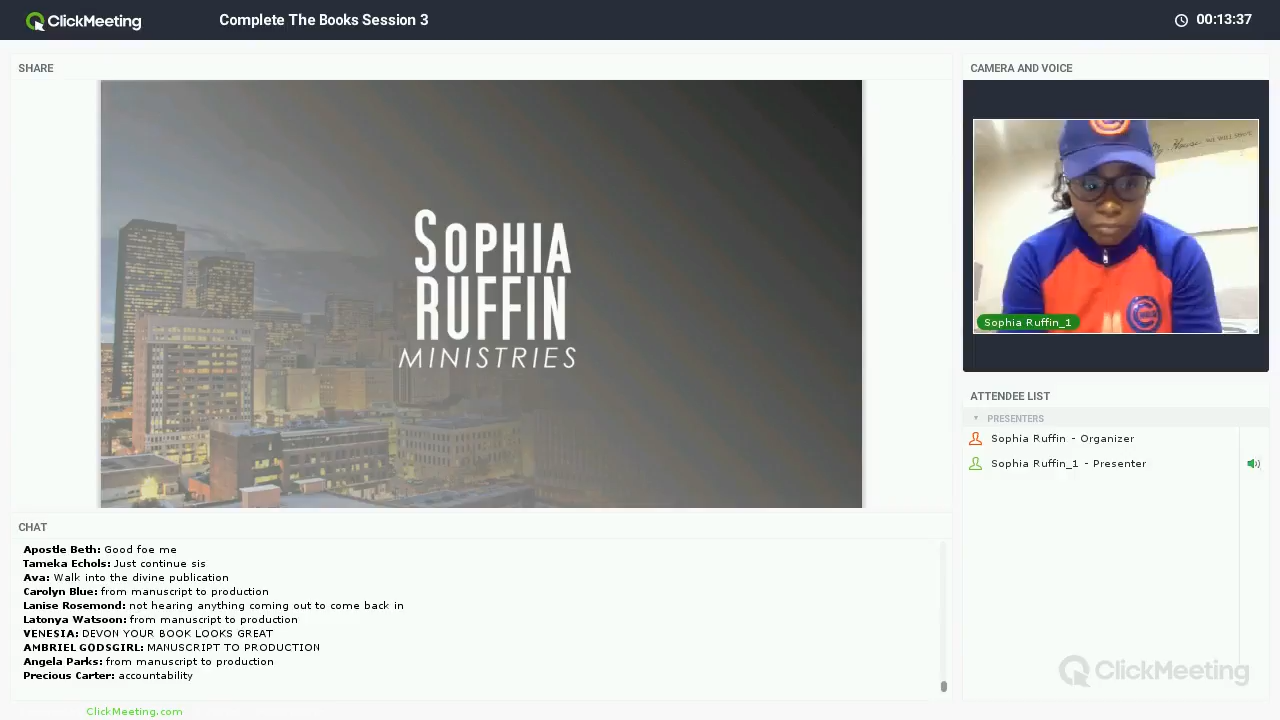 ClickMeeting
Complete The Books Session 3
00:13:37
SHARE
CAMERA AND VOICE
SOPHIA
RUFFIN
MINISTRIES
Sophia Ruffin_1
ATTENDEE LIST
PRESENTERS
Sophia Ruffin - Organizer
Sophia Ruffin_1 - Presenter
CHAT
Apostle Beth: Good foe me
Tameka Echols: Just continue sis
Ava: Walk into the divine publication
Carolyn Blue: from manuscript to production
Lanise Rosemond: not hearing anything coming out to come back in
Latonya Watsoon: from manuscript to production
VENESIA: DEVON YOUR BOOK LOOKS GREAT
AMBRIEL GODSGIRL: MANUSCRIPT TO PRODUCTION
Angela Parks: from manuscript to production
Precious Carter: accountability
ClickMeeting
ClickMeeting.com